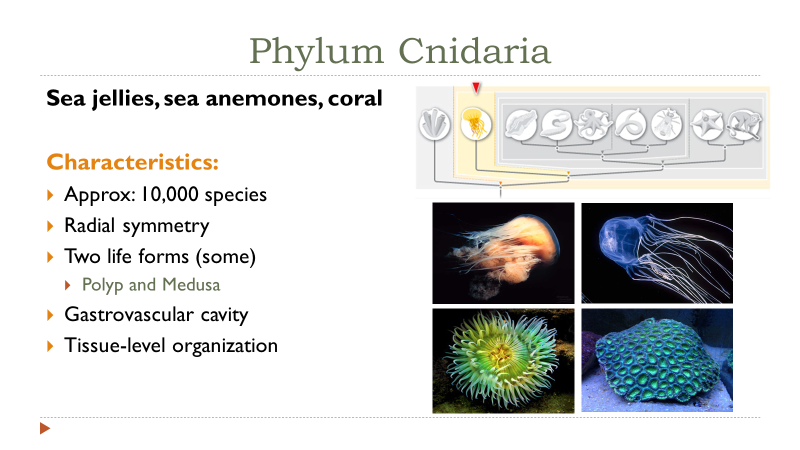 Phylum Cnidaria
Sea jellies, sea anemones, coral
Characteristics:
Approx: 10,000 species
Radial symmetry
Two life forms (some)
Polyp and Medusa
Gastrovascular cavity
Tissue-level organization